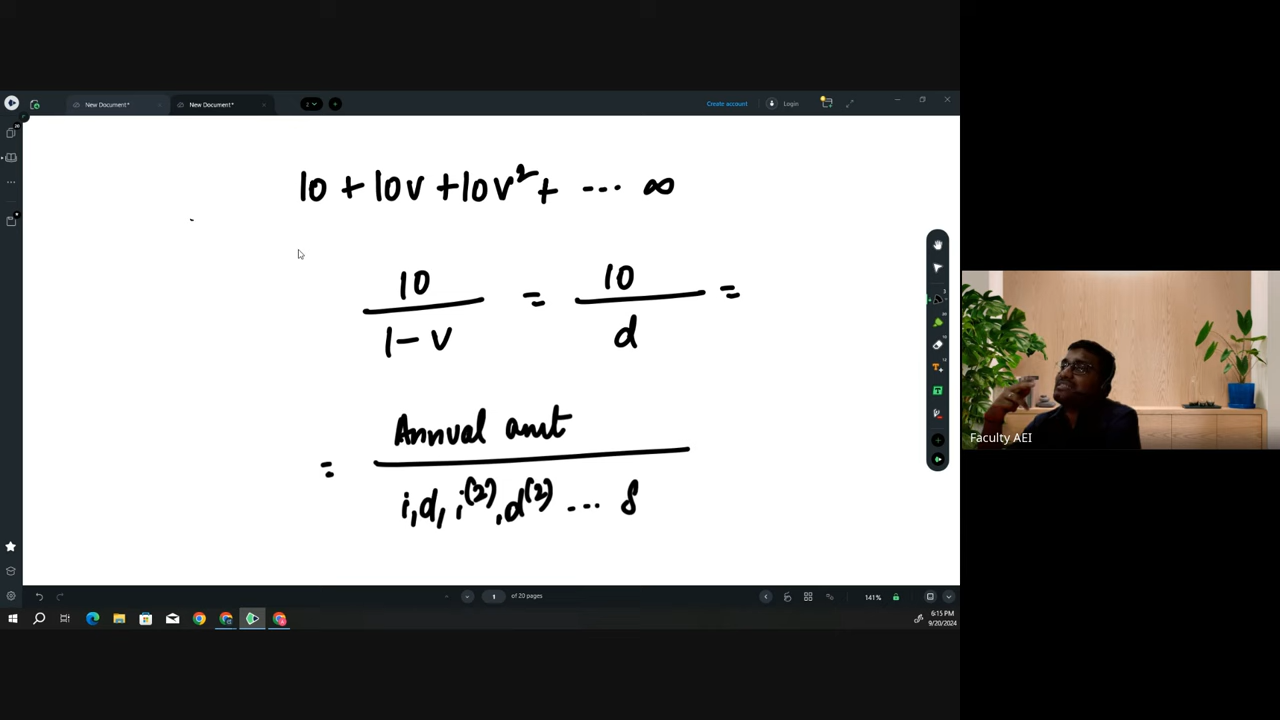 New Document*
New Document*
2
Create account
Login
10 + 10v + 10v² + ... ∞
10 / 1 - v = 10 / d =
= Annual amt / i, d, i⁽²⁾, d⁽²⁾ ... δ
Faculty AEI
1 of 20 pages
141%
6:15 PM
9/20/2024